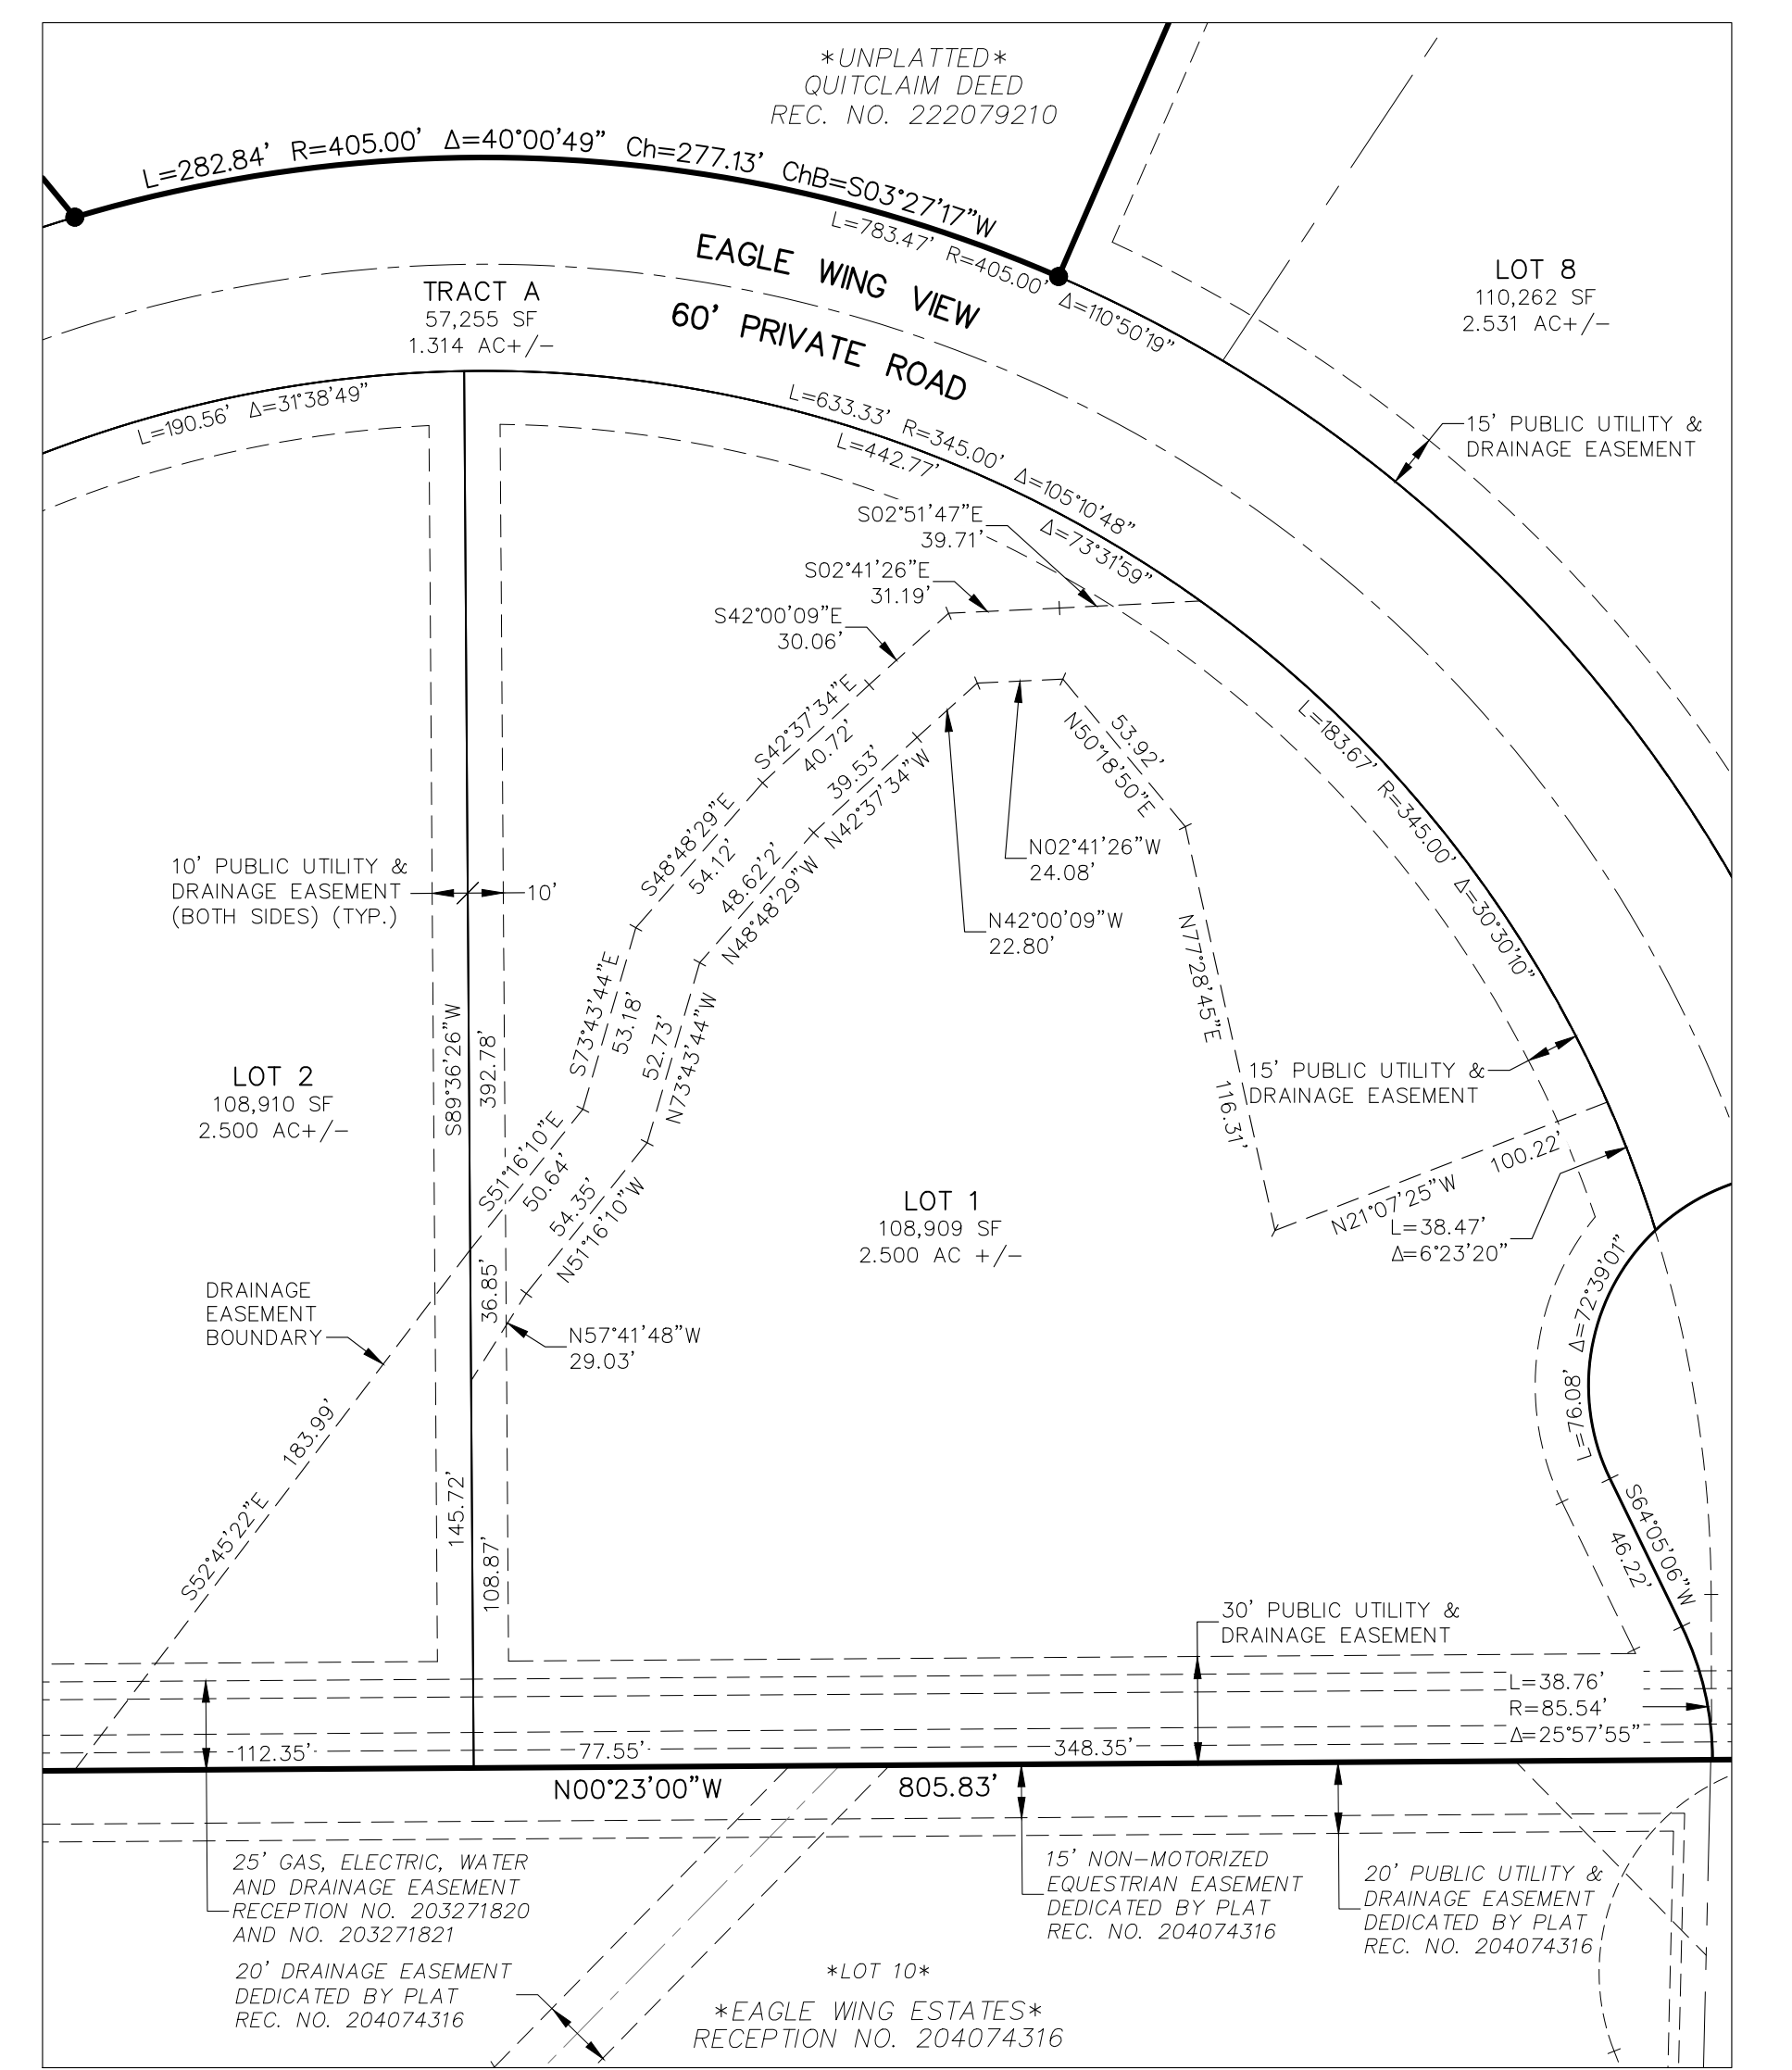 *UNPLATTED*
QUITCLAIM DEED
REC. NO. 222079210
L=282.84' R=405.00' Δ=40°00'49" Ch=277.13' ChB=S03°27'17"W
L=783.47' R=405.00' Δ=110°50'19"
EAGLE WING VIEW
60' PRIVATE ROAD
TRACT A
57,255 SF
1.314 AC+/-
LOT 8
110,262 SF
2.531 AC+/-
L=190.56' Δ=31°38'49"
L=633.33' R=345.00' Δ=105°10'48"
L=442.77'
Δ=73°31'59"
15' PUBLIC UTILITY &
DRAINAGE EASEMENT
S02°51'47"E
39.71'
S02°41'26"E
31.19'
S42°00'09"E
30.06'
S42°37'34"E
40.72'
39.53'
N42°37'34"W
53.92'
N50°18'50"E
L=183.67' R=345.00' Δ=30°30'10"
S48°48'29"E
54.12'
48.62'2'
N48°48'29"W
N02°41'26"W
24.08'
N42°00'09"W
22.80'
10' PUBLIC UTILITY &
DRAINAGE EASEMENT
(BOTH SIDES) (TYP.)
10'
S73°43'44"E
53.18'
52.73'
N73°43'44"W
N77°28'45"E
116.31'
S89°36'26"W
392.78'
15' PUBLIC UTILITY &
DRAINAGE EASEMENT
LOT 2
108,910 SF
2.500 AC+/-
S51°16'10"E
50.64'
54.35'
N51°16'10"W
LOT 1
108,909 SF
2.500 AC +/-
N21°07'25"W
100.22'
L=38.47'
Δ=6°23'20"
DRAINAGE
EASEMENT
BOUNDARY
36.85'
N57°41'48"W
29.03'
L=76.08' Δ=72°39'01"
183.99'
S52°45'22"E
145.72'
108.87'
S64°05'06"W
46.22'
30' PUBLIC UTILITY &
DRAINAGE EASEMENT
L=38.76'
R=85.54'
Δ=25°57'55"
112.35'
77.55'
348.35'
N00°23'00"W
805.83'
25' GAS, ELECTRIC, WATER
AND DRAINAGE EASEMENT
RECEPTION NO. 203271820
AND NO. 203271821
15' NON-MOTORIZED
EQUESTRIAN EASEMENT
DEDICATED BY PLAT
REC. NO. 204074316
20' PUBLIC UTILITY &
DRAINAGE EASEMENT
DEDICATED BY PLAT
REC. NO. 204074316
20' DRAINAGE EASEMENT
DEDICATED BY PLAT
REC. NO. 204074316
*LOT 10*
*EAGLE WING ESTATES*
RECEPTION NO. 204074316